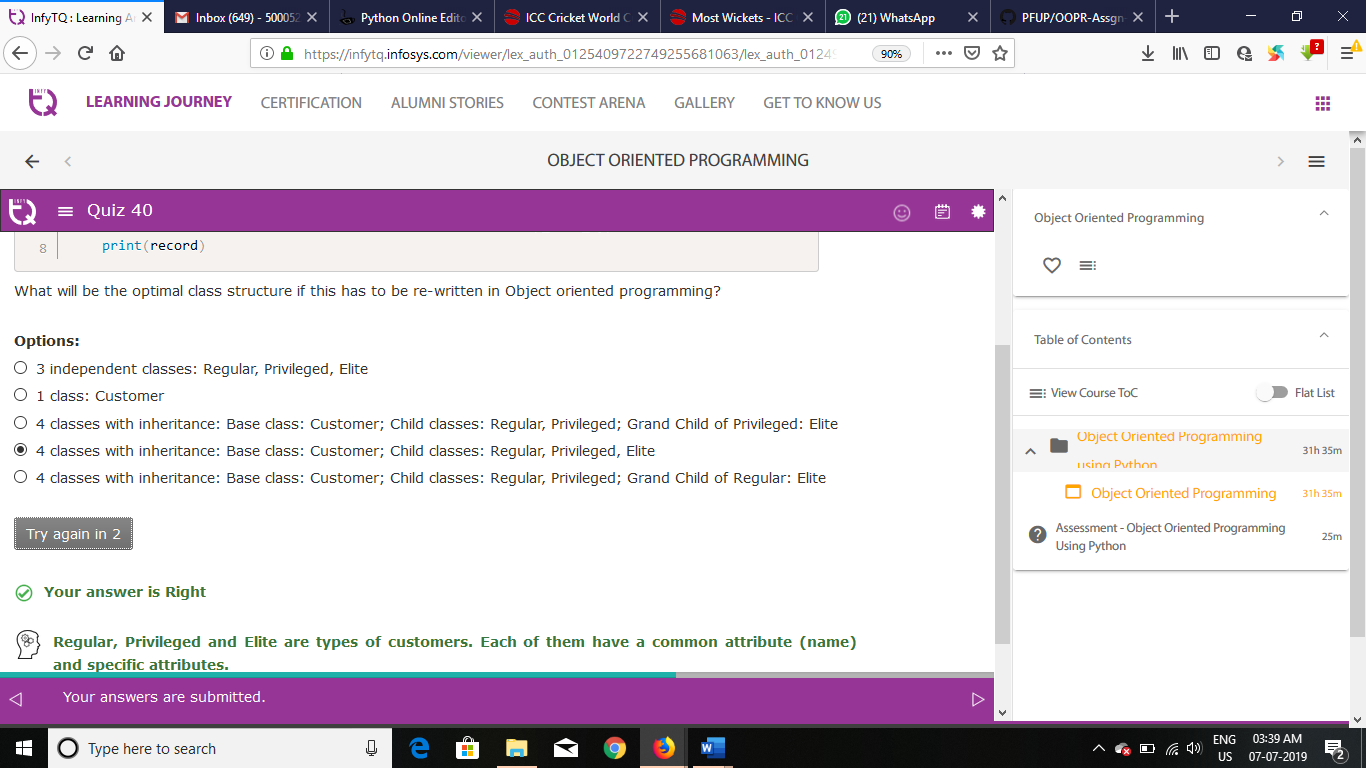 InfyTQ : Learning A
Inbox (649) - 500052
Python Online Edito
ICC Cricket World C
Most Wickets - ICC
(21) WhatsApp
PFUP/OOPR-Assgn
https://infytq.infosys.com/viewer/lex_auth_0125409722749255681063/lex_auth_01249
90%
LEARNING JOURNEY
CERTIFICATION
ALUMNI STORIES
CONTEST ARENA
GALLERY
GET TO KNOW US
OBJECT ORIENTED PROGRAMMING
Quiz 40
8 print(record)
What will be the optimal class structure if this has to be re-written in Object oriented programming?
Options:
3 independent classes: Regular, Privileged, Elite
1 class: Customer
4 classes with inheritance: Base class: Customer; Child classes: Regular, Privileged; Grand Child of Privileged: Elite
4 classes with inheritance: Base class: Customer; Child classes: Regular, Privileged, Elite
4 classes with inheritance: Base class: Customer; Child classes: Regular, Privileged; Grand Child of Regular: Elite
Try again in 2
Your answer is Right
Regular, Privileged and Elite are types of customers. Each of them have a common attribute (name)
and specific attributes.
Your answers are submitted.
Object Oriented Programming
Table of Contents
View Course ToC
Flat List
Object Oriented Programming
using Python
31h 35m
Object Oriented Programming
31h 35m
Assessment - Object Oriented Programming
Using Python
25m
Type here to search
ENG
US
03:39 AM
07-07-2019
2